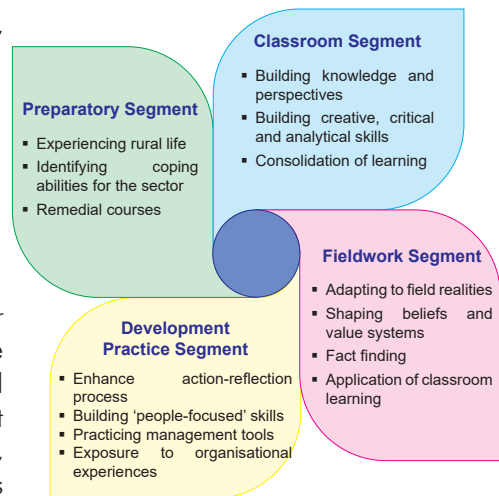 Preparatory Segment
▪ Experiencing rural life
▪ Identifying coping
abilities for the sector
▪ Remedial courses
Classroom Segment
▪ Building knowledge and
perspectives
▪ Building creative, critical
and analytical skills
▪ Consolidation of learning
Fieldwork Segment
▪ Adapting to field realities
▪ Shaping beliefs and
value systems
▪ Fact finding
▪ Application of classroom
learning
Development
Practice Segment
▪ Enhance action-reflection
process
▪ Building ‘people-focused’ skills
▪ Practicing management tools
▪ Exposure to organisational
experiences